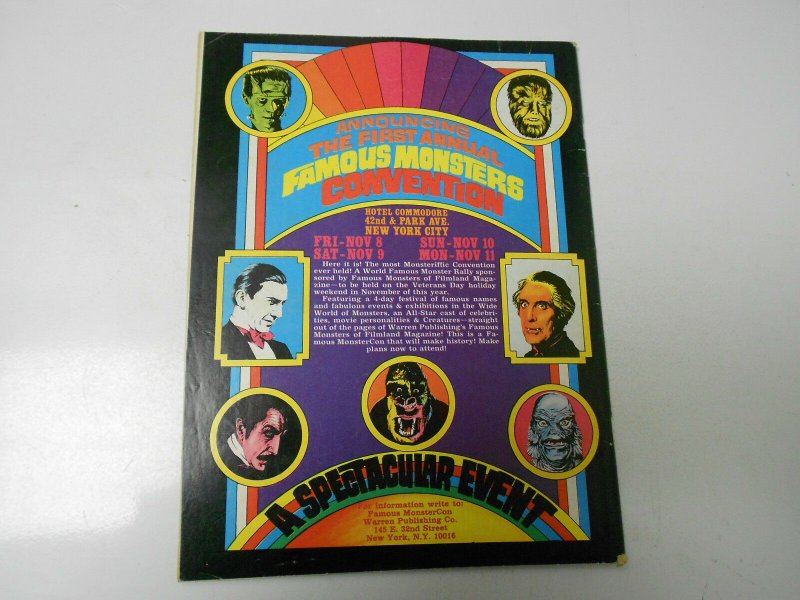 ANNOUNCING
THE FIRST ANNUAL
FAMOUS MONSTERS
CONVENTION
HOTEL COMMODORE
42nd & PARK AVE.
NEW YORK CITY
FRI-NOV 8 SUN-NOV 10
SAT-NOV 9 MON-NOV 11
Here it is! The most Monsteriffic Convention
ever held! A World Famous Monster Rally spon-
sored by Famous Monsters of Filmland Maga-
zine—to be held on the Veterans Day holiday
weekend in November of this year.
Featuring a 4-day festival of famous names
and fabulous events & exhibitions in the Wide
World of Monsters, an All-Star cast of celebri-
ties, movie personalities & Creatures—straight
out of the pages of Warren Publishing's Famous
Monsters of Filmland Magazine! This is a Fa-
mous MonsterCon that will make history! Make
plans now to attend!
A SPECTACULAR EVENT
For information write to:
Famous MonsterCon
Warren Publishing Co.
145 E. 32nd Street
New York, N.Y. 10016